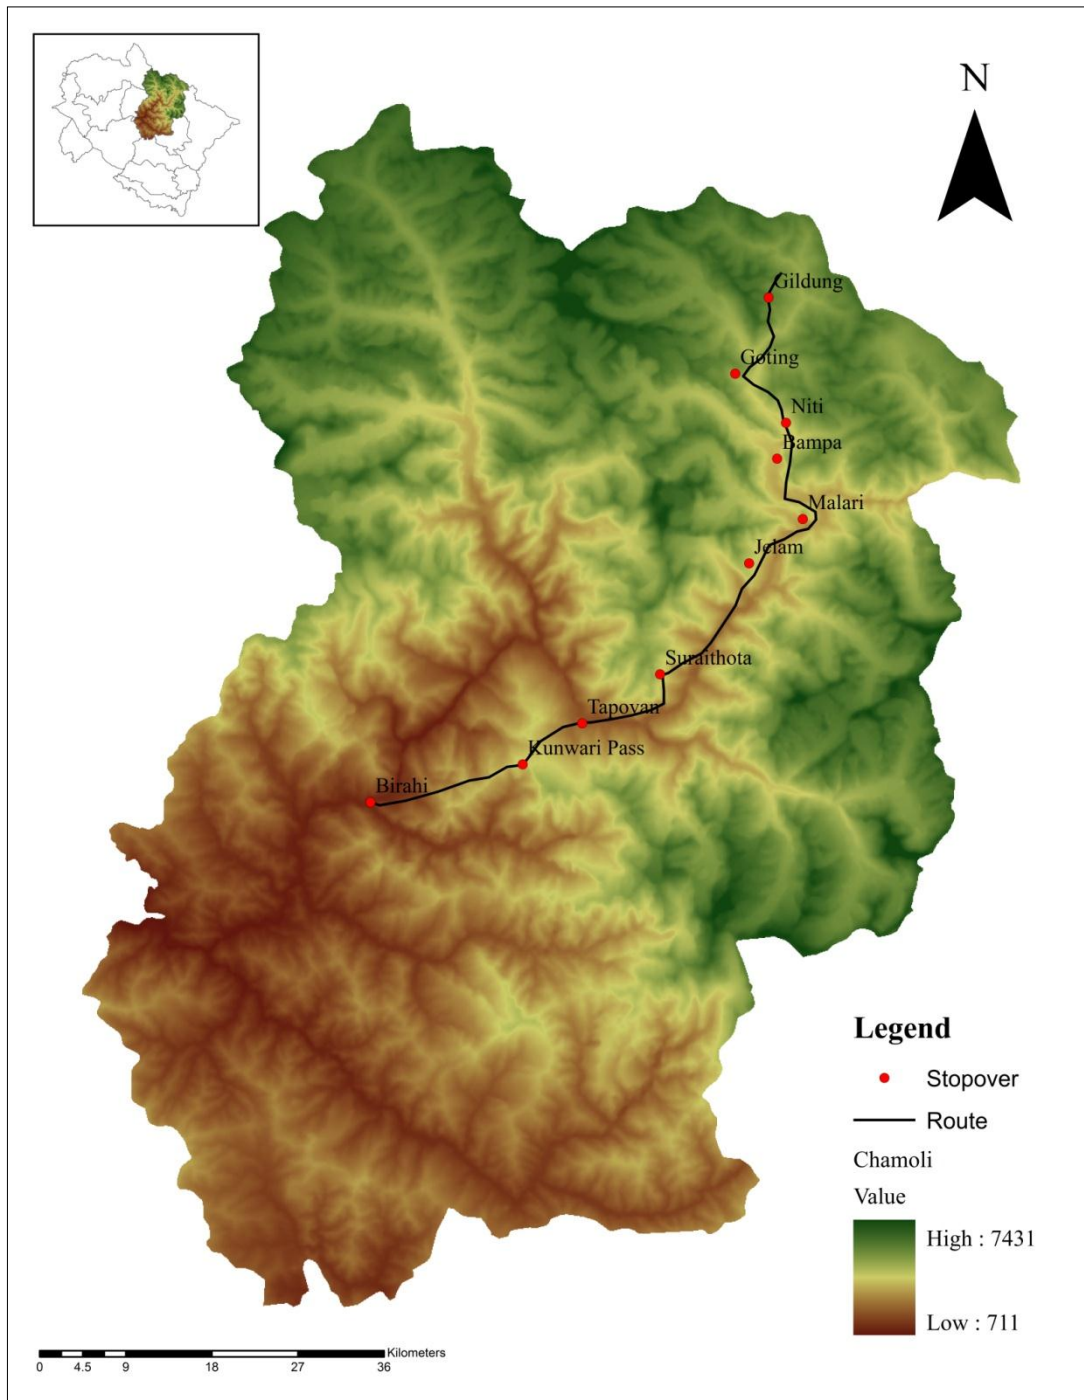 N
Gildung
Goting
Niti
Bampa
Malari
Jelam
Suraithota
Tapovan
Kunwari Pass
Birahi
Legend
Stopover
Route
Chamoli
Value
High : 7431
Low : 711
Kilometers
0 4.5 9 18 27 36